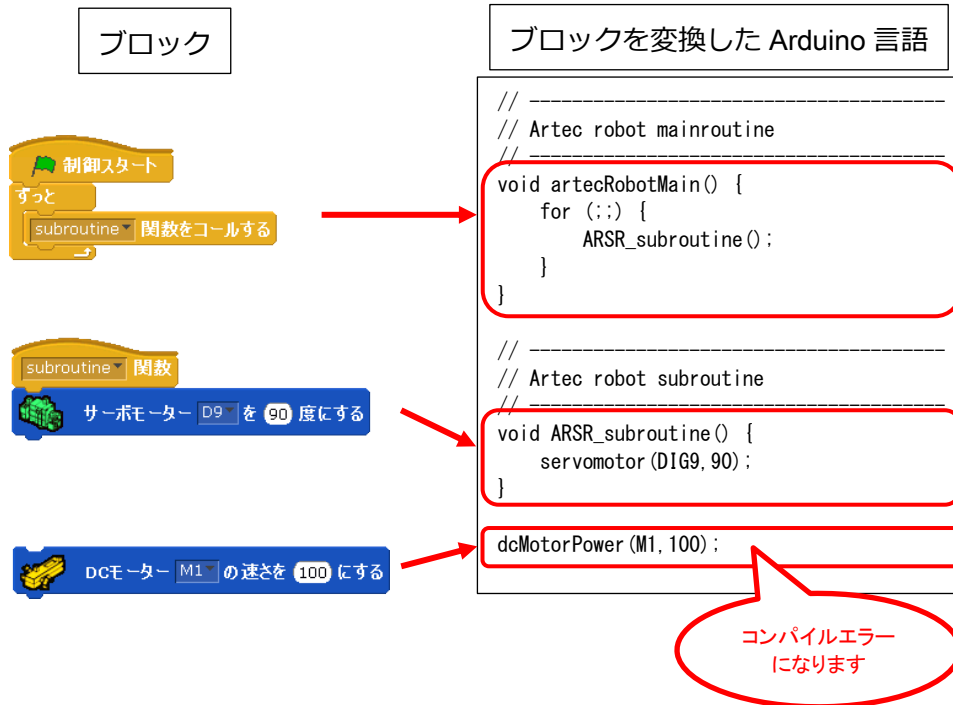 ブロック
ブロックを変換した Arduino 言語
制御スタート
ずっと
subroutine 関数をコールする
// ---------------------------------------
// Artec robot mainroutine
// ---------------------------------------
void artecRobotMain() {
    for (;;) {
        ARSR_subroutine();
    }
}
subroutine 関数
サーボモーター D9 を 90 度にする
// ---------------------------------------
// Artec robot subroutine
// ---------------------------------------
void ARSR_subroutine() {
    servomotor(DIG9,90);
}
DCモーター M1 の速さを 100 にする
dcMotorPower(M1,100);
コンパイルエラー
になります